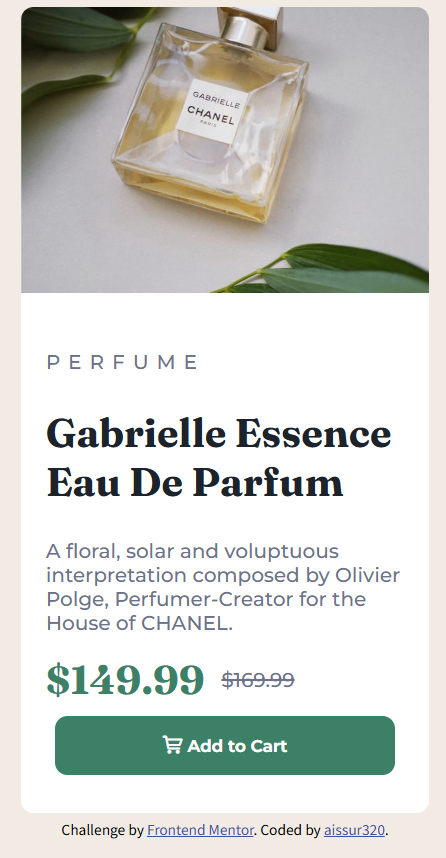 GABRIELLE
CHANEL
PARIS
PERFUME
Gabrielle Essence
Eau De Parfum
A floral, solar and voluptuous
interpretation composed by Olivier
Polge, Perfumer-Creator for the
House of CHANEL.
$149.99 $169.99
Add to Cart
Challenge by Frontend Mentor. Coded by aissur320.